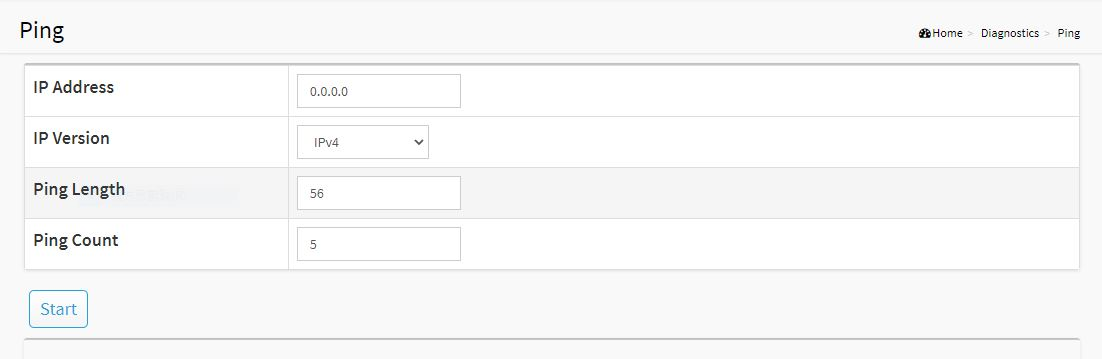 Ping
Home > Diagnostics > Ping
IP Address
0.0.0.0
IP Version
IPv4
Ping Length
56
Ping Count
5
Start